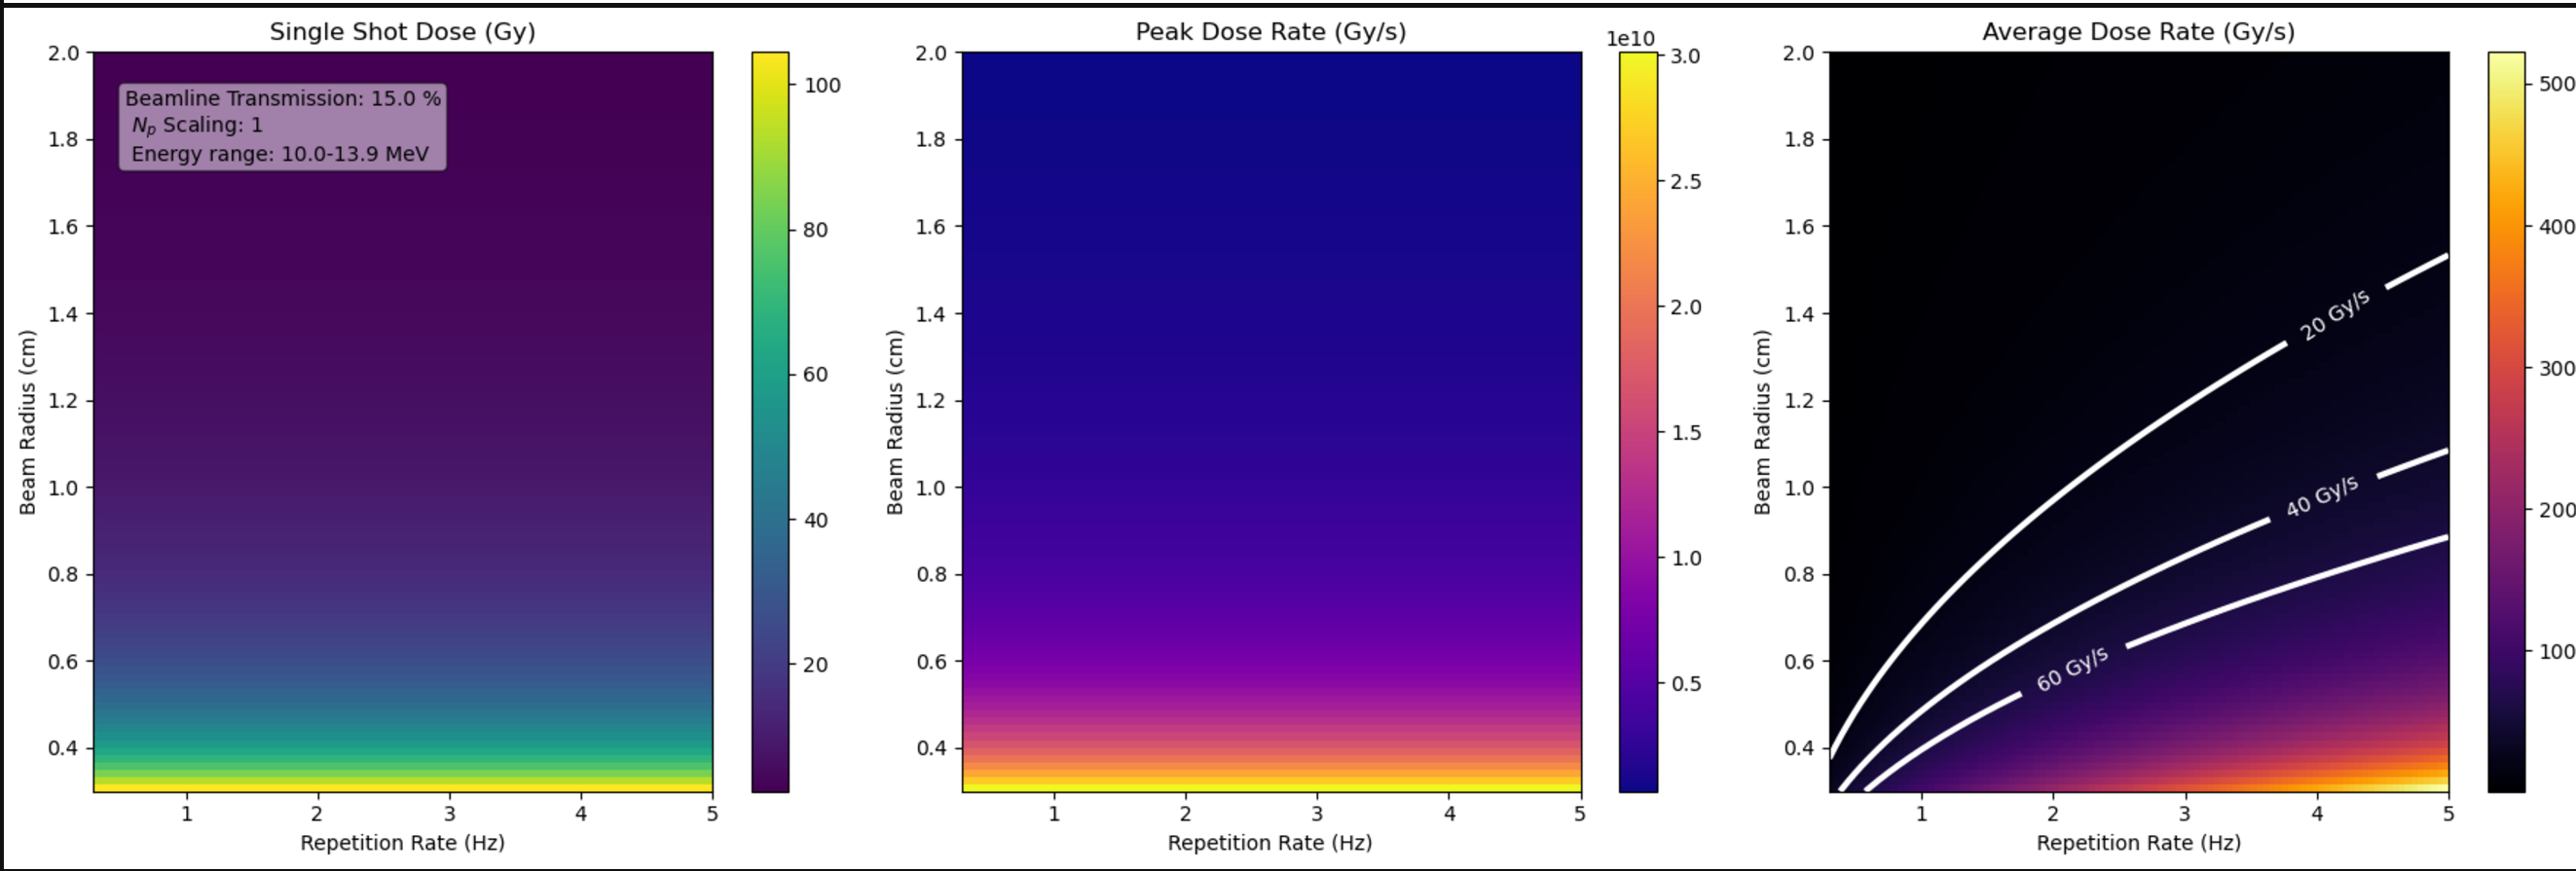 Single Shot Dose (Gy)
Beam Radius (cm)
2.0
1.8
1.6
1.4
1.2
1.0
0.8
0.6
0.4
Beamline Transmission: 15.0 %
Np Scaling: 1
Energy range: 10.0-13.9 MeV
1 2 3 4 5
Repetition Rate (Hz)
100
80
60
40
20
Peak Dose Rate (Gy/s)
Beam Radius (cm)
2.0
1.8
1.6
1.4
1.2
1.0
0.8
0.6
0.4
1 2 3 4 5
Repetition Rate (Hz)
1e10
3.0
2.5
2.0
1.5
1.0
0.5
Average Dose Rate (Gy/s)
Beam Radius (cm)
2.0
1.8
1.6
1.4
1.2
1.0
0.8
0.6
0.4
20 Gy/s
40 Gy/s
60 Gy/s
1 2 3 4 5
Repetition Rate (Hz)
500
400
300
200
100